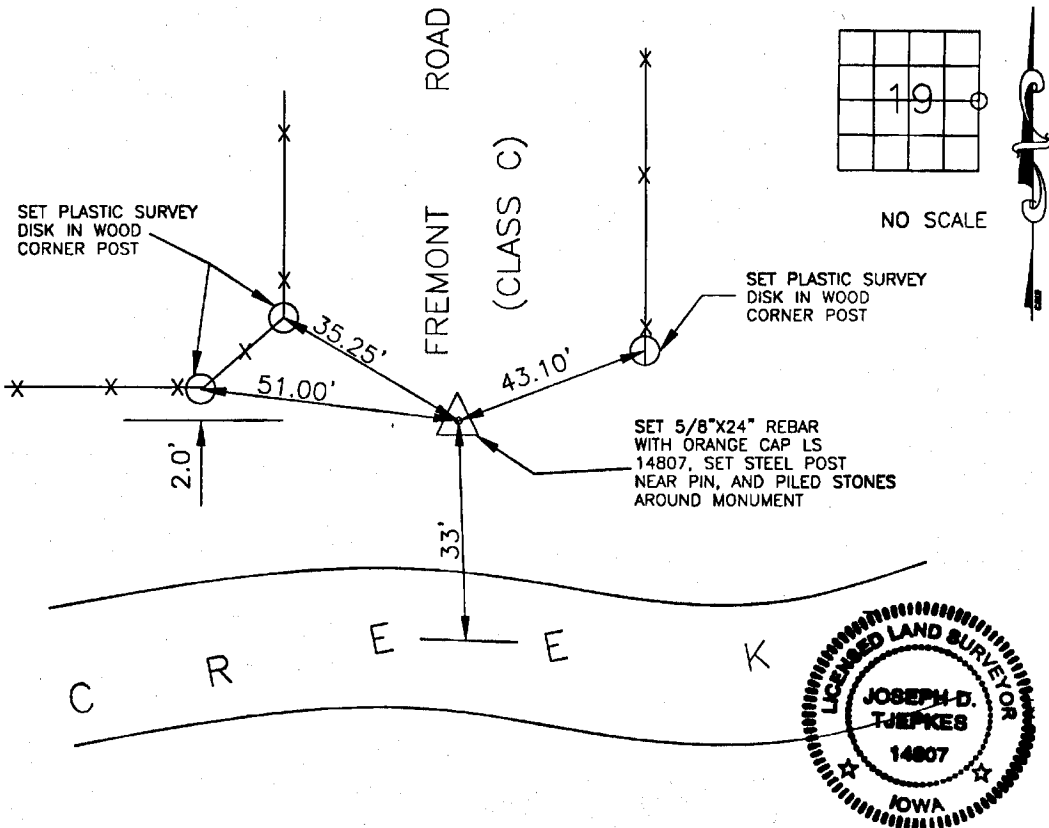 FREMONT ROAD
(CLASS C)
19
NO SCALE
SET PLASTIC SURVEY
DISK IN WOOD
CORNER POST
SET PLASTIC SURVEY
DISK IN WOOD
CORNER POST
35.25'
43.10'
51.00'
2.0'
SET 5/8"X24" REBAR
WITH ORANGE CAP LS
14807, SET STEEL POST
NEAR PIN, AND PILED STONES
AROUND MONUMENT
33'
CREEK
LICENSED LAND SURVEYOR
JOSEPH D.
TJEPKES
14807
IOWA